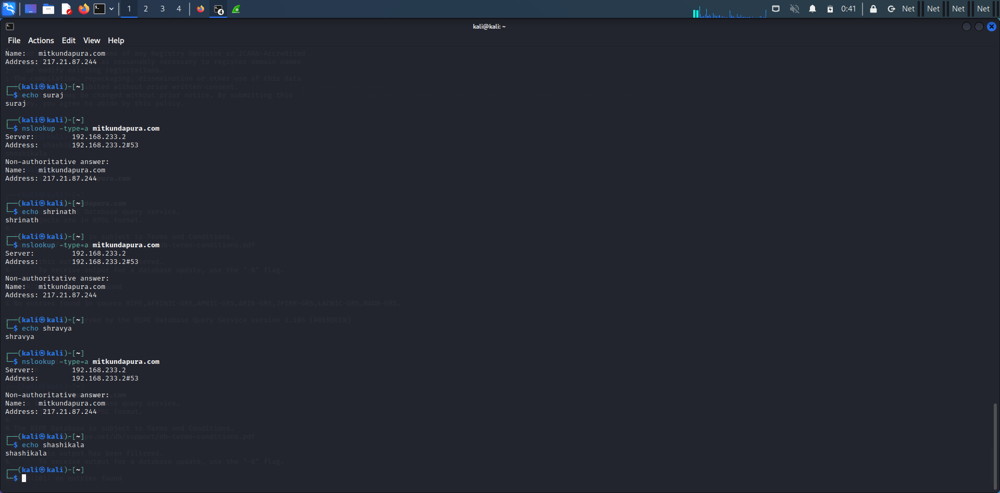 1 2 3 4 4 0:41 Net Net Net Net
kali@kali: ~
File Actions Edit View Help
Name: mitkundapura.com
Address: 217.21.87.244
┌──(kali㉿kali)-[~]
└─$ echo suraj
suraj
┌──(kali㉿kali)-[~]
└─$ nslookup -type=a mitkundapura.com
Server: 192.168.233.2
Address: 192.168.233.2#53
Non-authoritative answer:
Name: mitkundapura.com
Address: 217.21.87.244
┌──(kali㉿kali)-[~]
└─$ echo shrinath
shrinath
┌──(kali㉿kali)-[~]
└─$ nslookup -type=a mitkundapura.com
Server: 192.168.233.2
Address: 192.168.233.2#53
Non-authoritative answer:
Name: mitkundapura.com
Address: 217.21.87.244
┌──(kali㉿kali)-[~]
└─$ echo shravya
shravya
┌──(kali㉿kali)-[~]
└─$ nslookup -type=a mitkundapura.com
Server: 192.168.233.2
Address: 192.168.233.2#53
Non-authoritative answer:
Name: mitkundapura.com
Address: 217.21.87.244
┌──(kali㉿kali)-[~]
└─$ echo shashikala
shashikala
┌──(kali㉿kali)-[~]
└─$